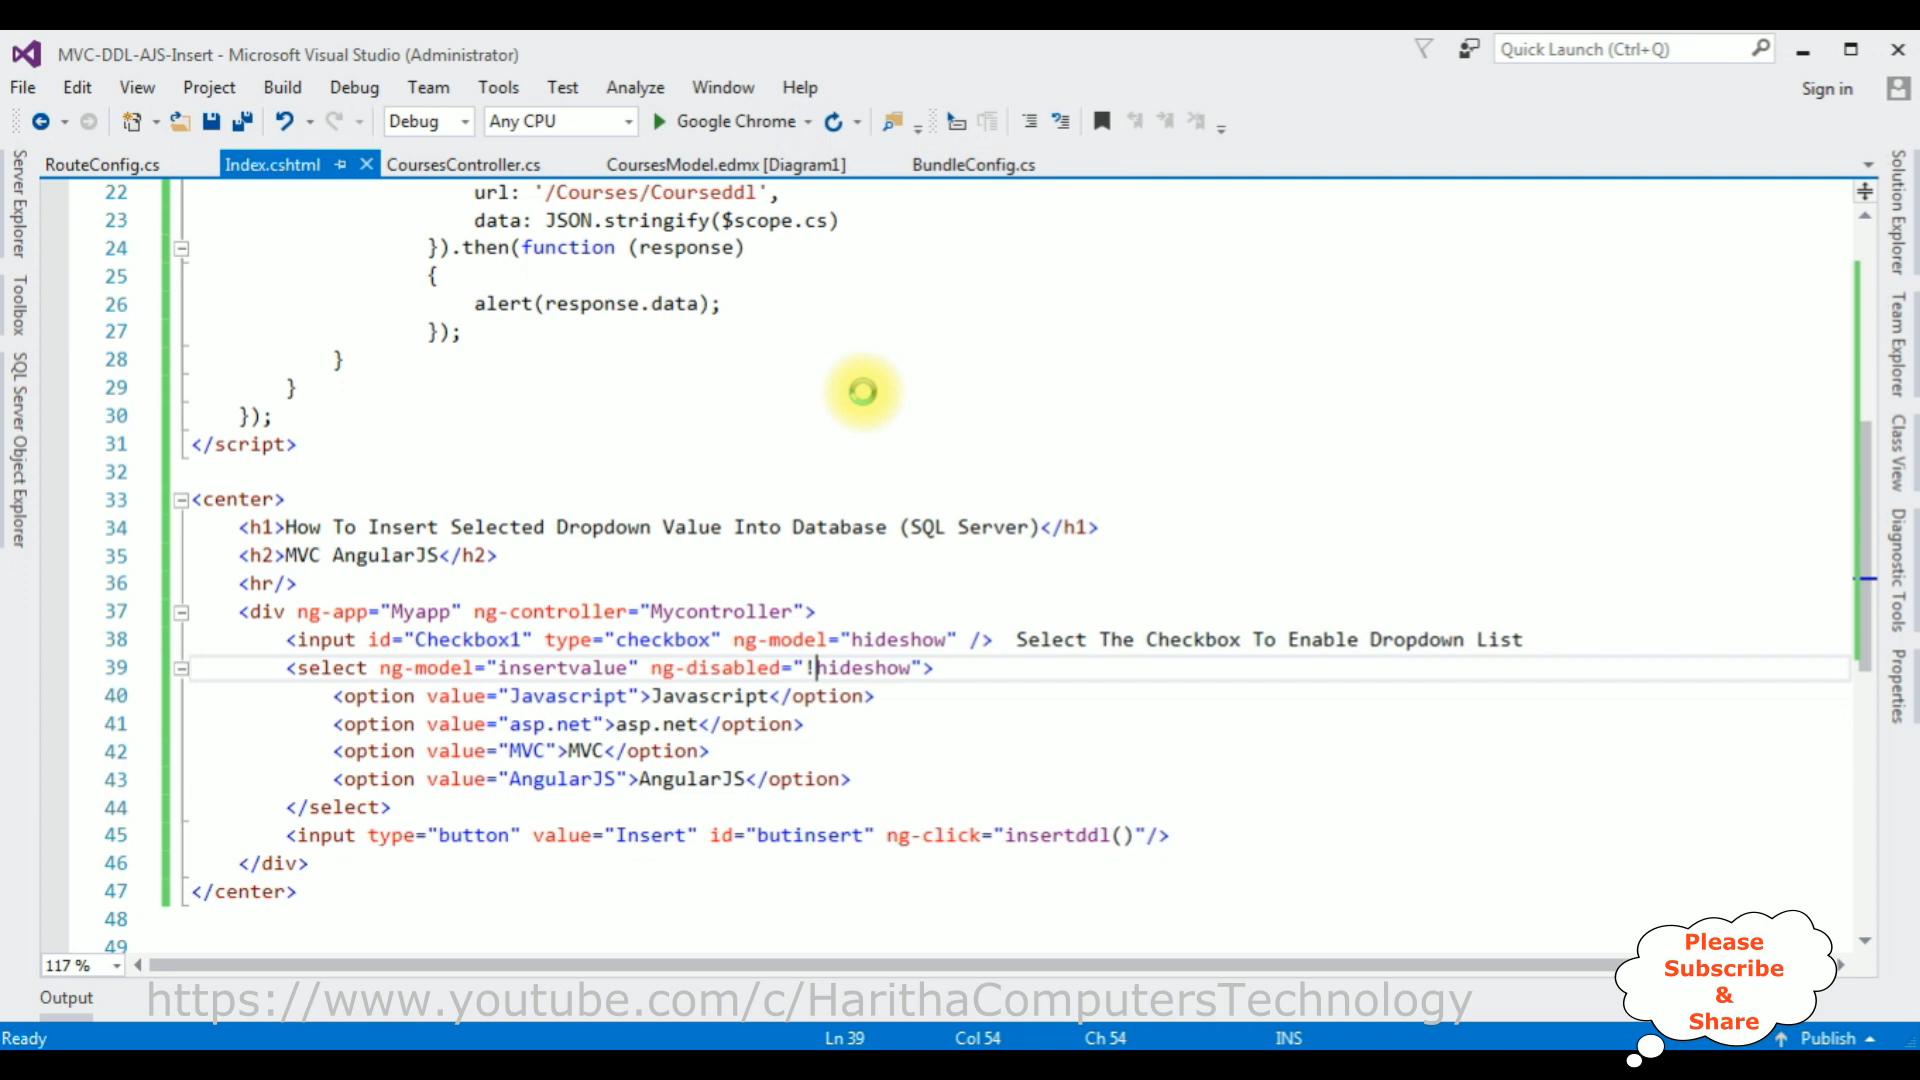 MVC-DDL-AJS-Insert - Microsoft Visual Studio (Administrator)
Quick Launch (Ctrl+Q)
File Edit View Project Build Debug Team Tools Test Analyze Window Help
Sign in
Debug Any CPU Google Chrome
RouteConfig.cs Index.cshtml CoursesController.cs CoursesModel.edmx [Diagram1] BundleConfig.cs
Server Explorer
Toolbox
SQL Server Object Explorer
22 url: '/Courses/Courseddl',
23 data: JSON.stringify($scope.cs)
24 }).then(function (response)
25 {
26 alert(response.data);
27 });
28 }
29 }
30 });
31 </script>
32
33 <center>
34 <h1>How To Insert Selected Dropdown Value Into Database (SQL Server)</h1>
35 <h2>MVC AngularJS</h2>
36 <hr/>
37 <div ng-app="Myapp" ng-controller="Mycontroller">
38 <input id="Checkbox1" type="checkbox" ng-model="hideshow" /> Select The Checkbox To Enable Dropdown List
39 <select ng-model="insertvalue" ng-disabled="!hideshow">
40 <option value="Javascript">Javascript</option>
41 <option value="asp.net">asp.net</option>
42 <option value="MVC">MVC</option>
43 <option value="AngularJS">AngularJS</option>
44 </select>
45 <input type="button" value="Insert" id="butinsert" ng-click="insertddl()"/>
46 </div>
47 </center>
48
49
Solution Explorer
Team Explorer
Class View
Diagnostic Tools
Properties
117 %
Output
https://www.youtube.com/c/HarithaComputersTechnology
Please
Subscribe
&
Share
Ready Ln 39 Col 54 Ch 54 INS Publish